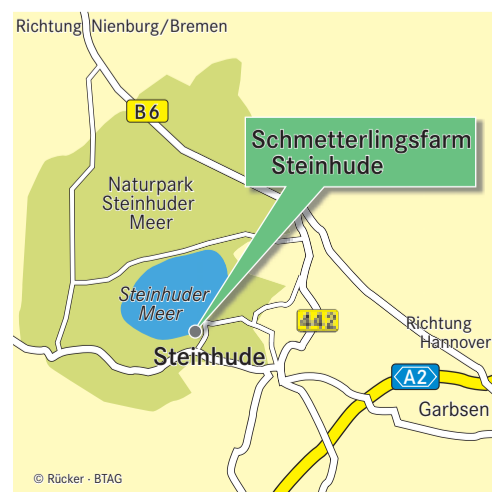 Richtung Nienburg/Bremen
B6
Schmetterlingsfarm
Steinhude
Naturpark
Steinhuder
Meer
Steinhuder
Meer
442
Richtung
Hannover
Steinhude
A2
Garbsen
© Rücker · BTAG